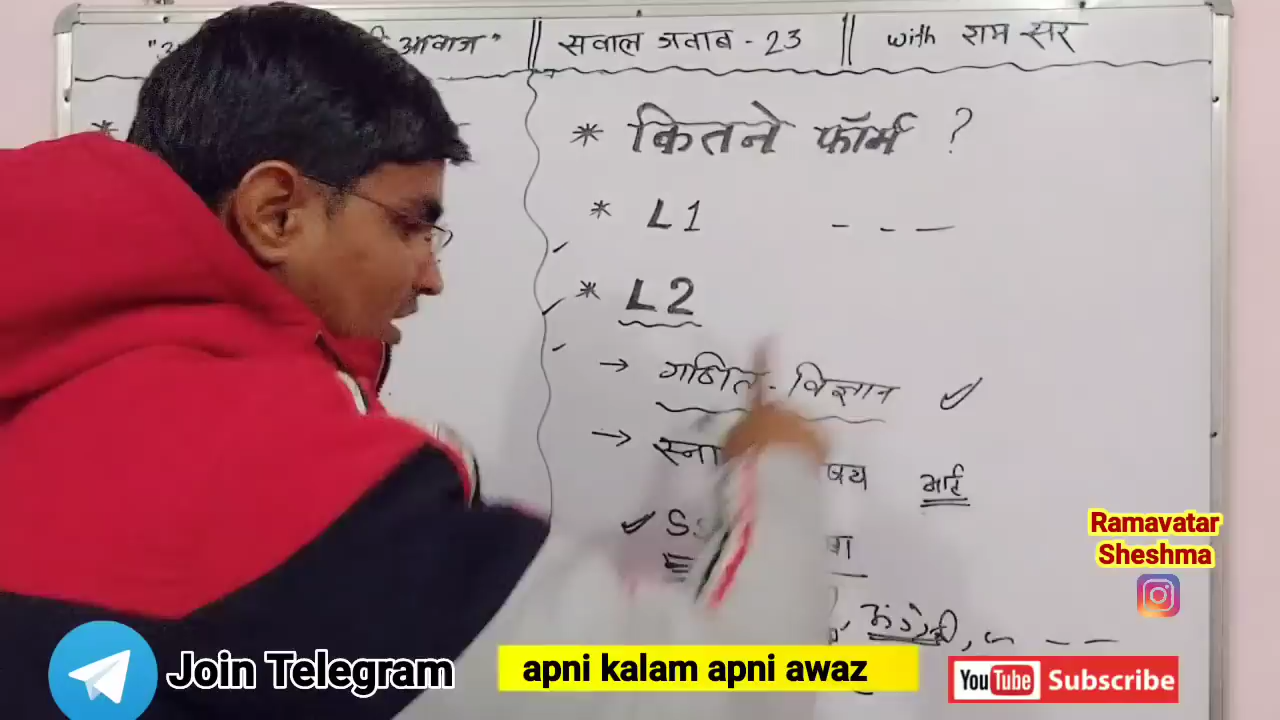 आवाज" || सवाल जवाब - 23 || with राम सर
* कितने फॉर्म ?
* L1 - - -
* L2
→ गणित - विज्ञान ✓
→
भाई
Ramavatar
Sheshma
Join Telegram
apni kalam apni awaz
YouTube Subscribe